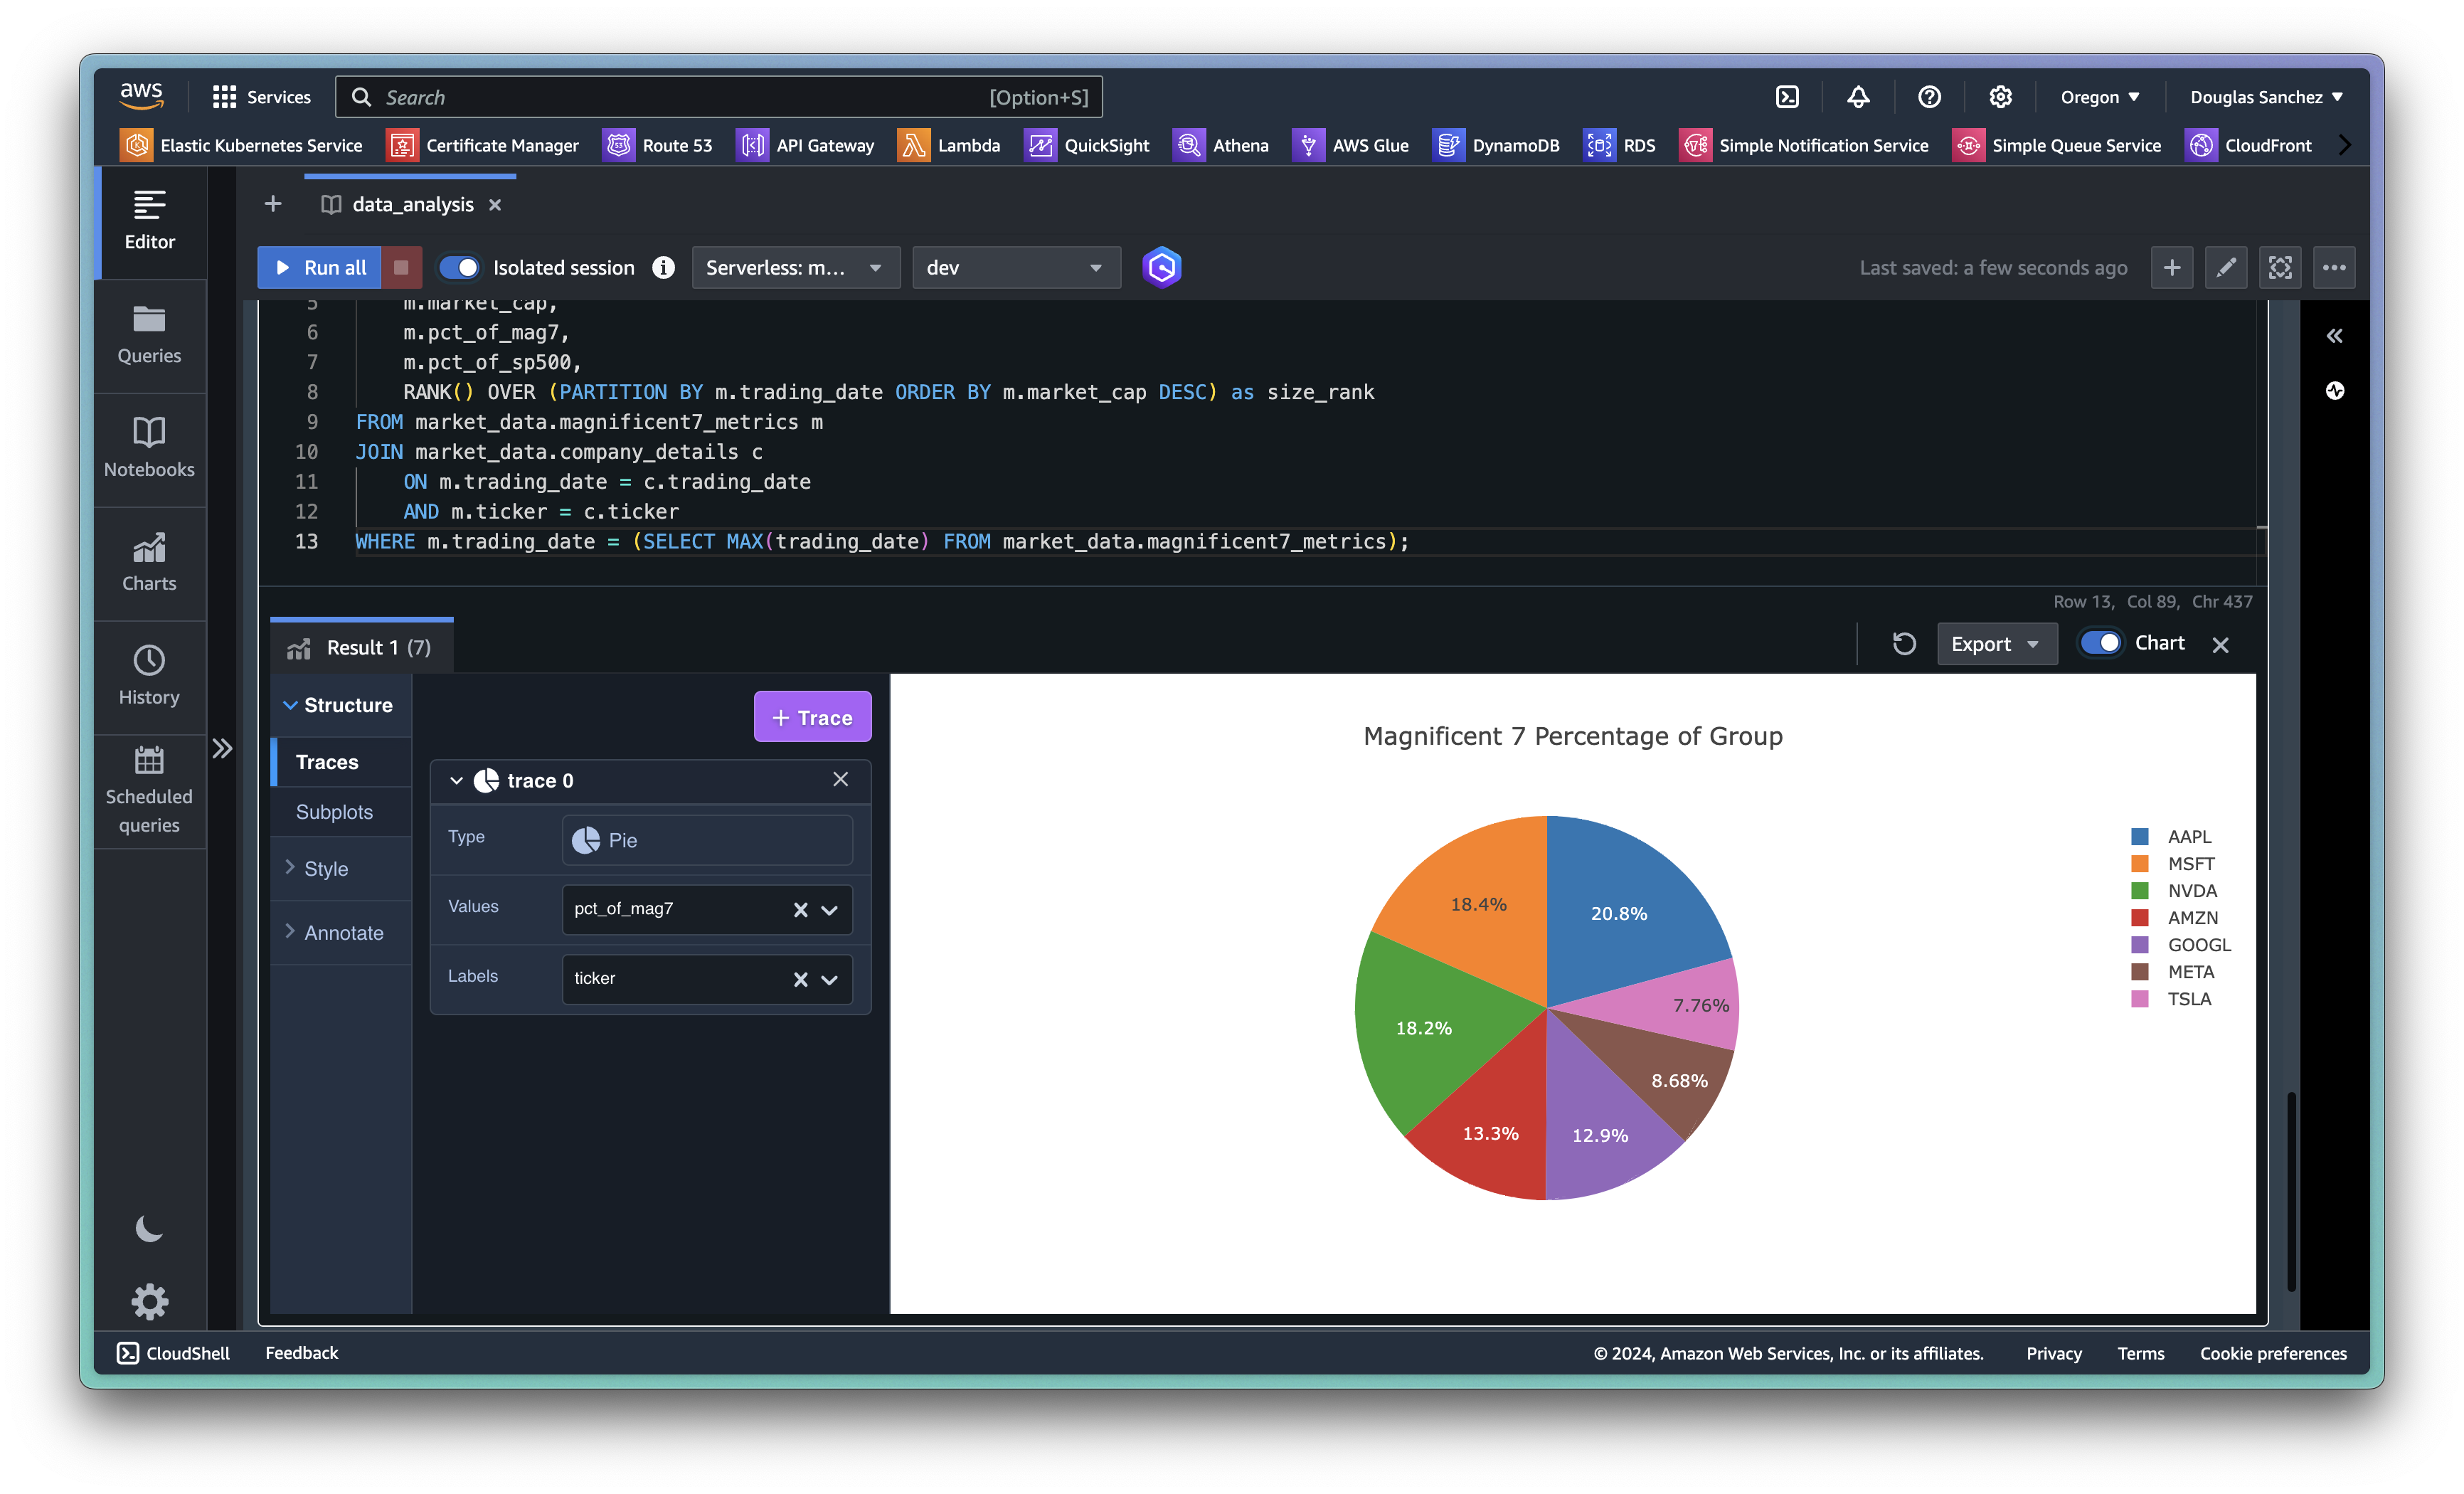 aws
Services
Search
[Option+S]
Oregon
Douglas Sanchez
Elastic Kubernetes Service
Certificate Manager
Route 53
API Gateway
Lambda
QuickSight
Athena
AWS Glue
DynamoDB
RDS
Simple Notification Service
Simple Queue Service
CloudFront
Editor
Queries
Notebooks
Charts
History
Scheduled
queries
data_analysis
Run all
Isolated session
Serverless: m...
dev
Last saved: a few seconds ago
5 m.market_cap,
6 m.pct_of_mag7,
7 m.pct_of_sp500,
8 RANK() OVER (PARTITION BY m.trading_date ORDER BY m.market_cap DESC) as size_rank
9 FROM market_data.magnificent7_metrics m
10 JOIN market_data.company_details c
11 ON m.trading_date = c.trading_date
12 AND m.ticker = c.ticker
13 WHERE m.trading_date = (SELECT MAX(trading_date) FROM market_data.magnificent7_metrics);
Row 13, Col 89, Chr 437
Result 1 (7)
Export
Chart
Structure
Traces
Subplots
Style
Annotate
+ Trace
trace 0
Type
Pie
Values
pct_of_mag7
Labels
ticker
Magnificent 7 Percentage of Group
20.8%
7.76%
8.68%
12.9%
13.3%
18.2%
18.4%
AAPL
MSFT
NVDA
AMZN
GOOGL
META
TSLA
CloudShell
Feedback
© 2024, Amazon Web Services, Inc. or its affiliates.
Privacy
Terms
Cookie preferences